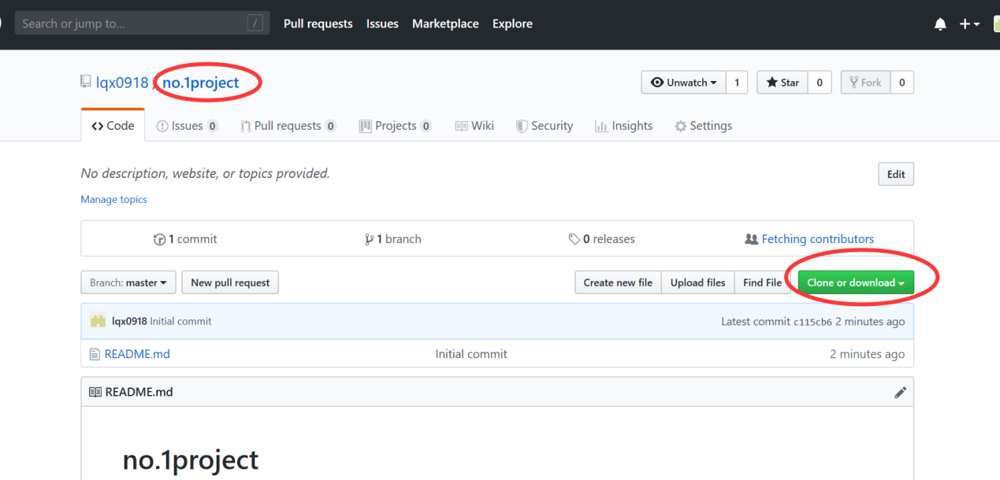 Search or jump to... / Pull requests Issues Marketplace Explore
lqx0918 / no.1project Unwatch 1 Star 0 Fork 0
Code Issues 0 Pull requests 0 Projects 0 Wiki Security Insights Settings
No description, website, or topics provided. Edit
Manage topics
1 commit 1 branch 0 releases Fetching contributors
Branch: master New pull request Create new file Upload files Find File Clone or download
lqx0918 Initial commit Latest commit c115cb6 2 minutes ago
README.md Initial commit 2 minutes ago
README.md
no.1project